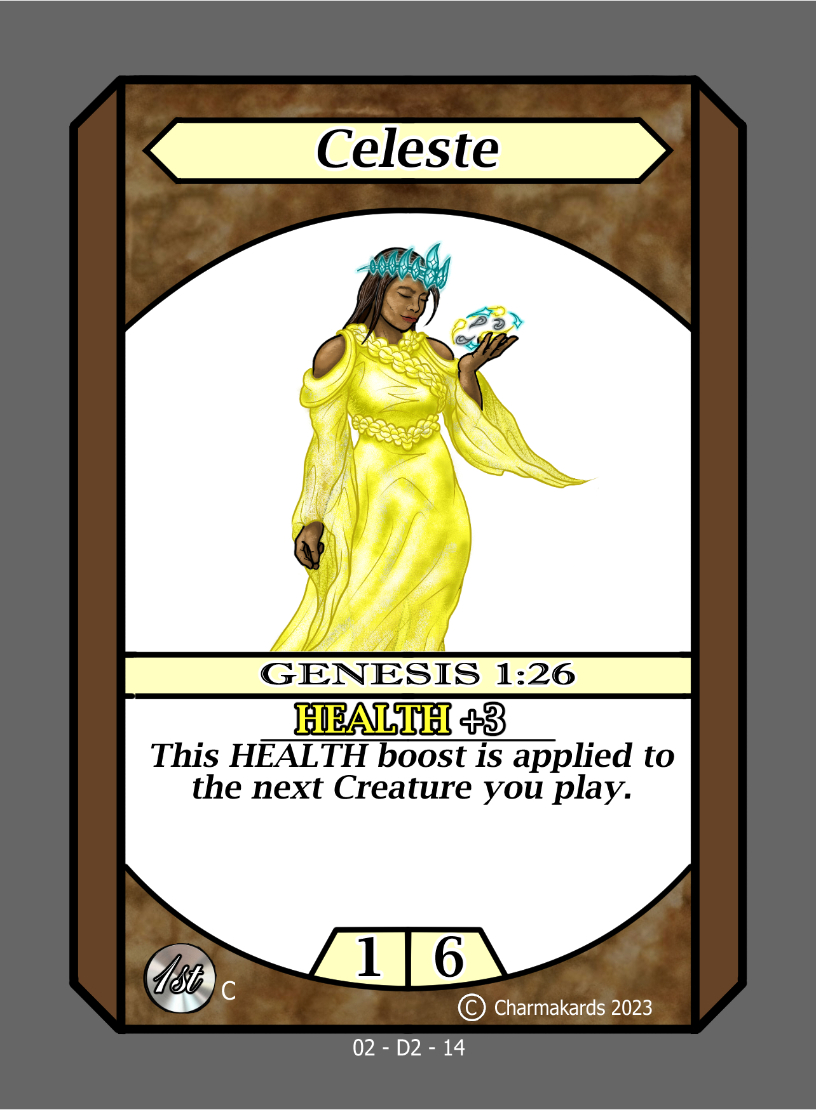 Celeste
GENESIS 1:26
HEALTH +3
This HEALTH boost is applied to
the next Creature you play.
1 6
1st C
© Charmakards 2023
02 - D2 - 14